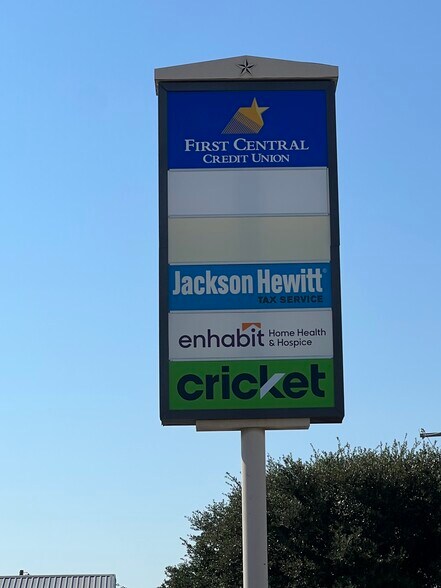 FIRST CENTRAL
CREDIT UNION
Jackson Hewitt®
TAX SERVICE
enhabit Home Health
& Hospice
cricket